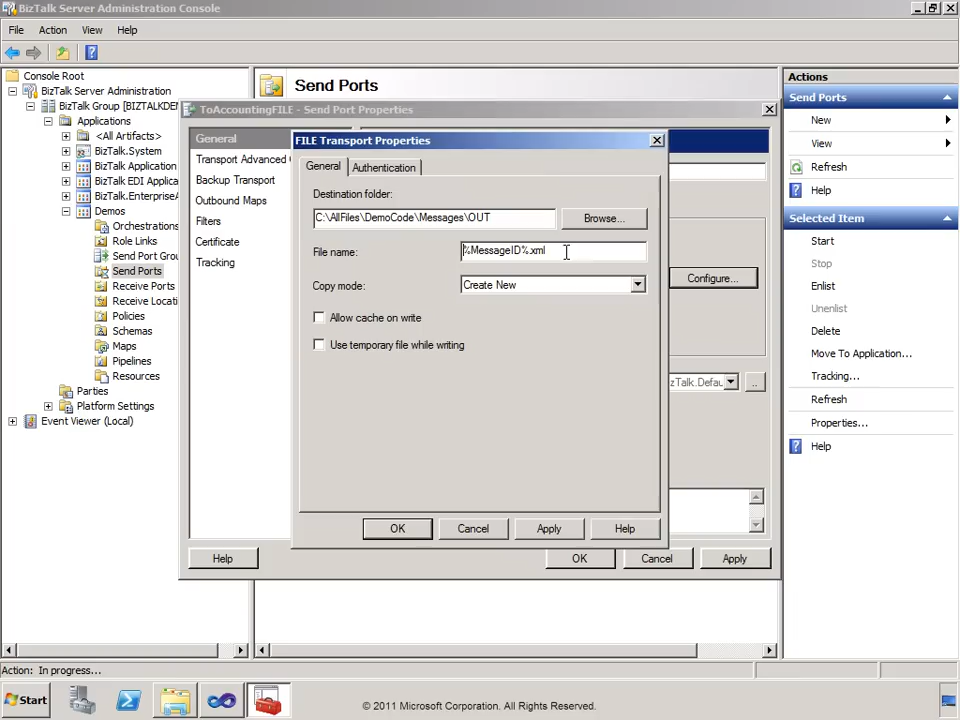 BizTalk Server Administration Console
File Action View Help
Console Root
BizTalk Server Administration
BizTalk Group [BIZTALKDEM
Applications
<All Artifacts>
BizTalk.System
BizTalk Application
BizTalk EDI Applica
BizTalk.EnterpriseA
Demos
Orchestrations
Role Links
Send Port Grou
Send Ports
Receive Ports
Receive Locati
Policies
Schemas
Maps
Pipelines
Resources
Parties
Platform Settings
Event Viewer (Local)
Send Ports
ToAccountingFILE - Send Port Properties
General
Transport Advanced
Backup Transport
Outbound Maps
Filters
Certificate
Tracking
Configure...
zTalk.Defau
..
Help
OK
Cancel
Apply
FILE Transport Properties
General
Authentication
Destination folder:
C:\AllFiles\DemoCode\Messages\OUT
Browse...
File name:
%MessageID%.xml
Copy mode:
Create New
Allow cache on write
Use temporary file while writing
OK
Cancel
Apply
Help
Actions
Send Ports
New
View
Refresh
Help
Selected Item
Start
Stop
Enlist
Unenlist
Delete
Move To Application...
Tracking...
Refresh
Properties...
Help
Action: In progress...
Start
© 2011 Microsoft Corporation. All Rights Reserved.